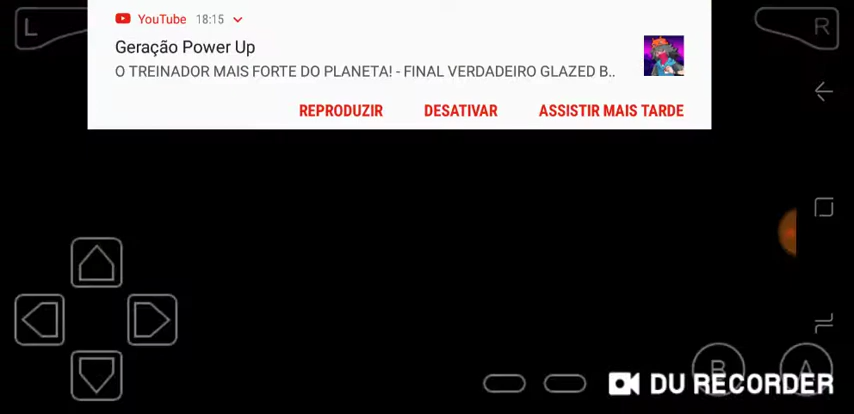 L
YouTube 18:15
R
Geração Power Up
O TREINADOR MAIS FORTE DO PLANETA! - FINAL VERDADEIRO GLAZED B..
REPRODUZIR DESATIVAR ASSISTIR MAIS TARDE
B A
DU RECORDER